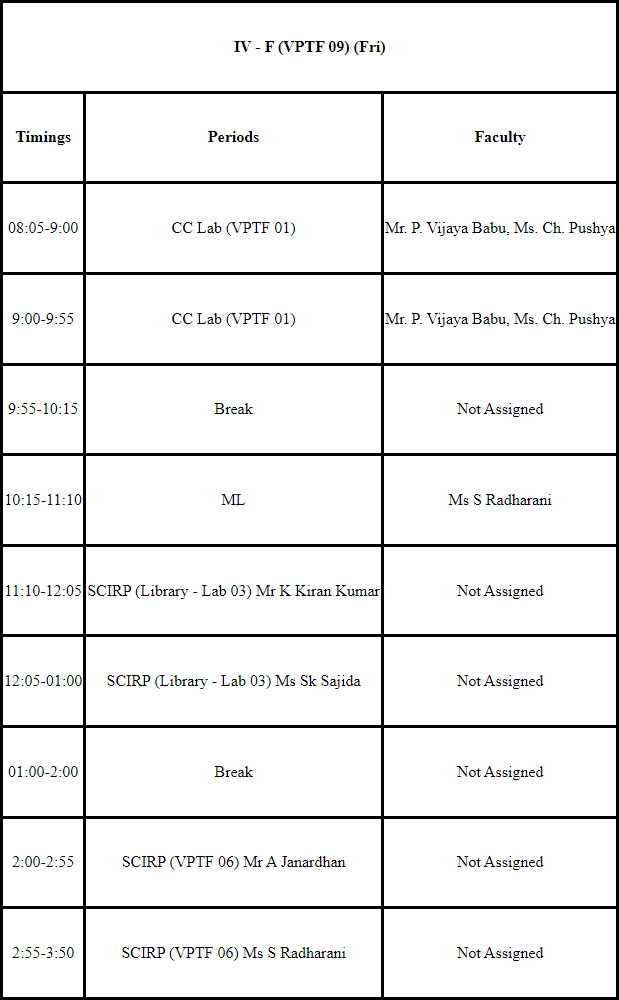 IV - F (VPTF 09) (Fri)
Timings Periods Faculty
08:05-9:00 CC Lab (VPTF 01) Mr. P. Vijaya Babu, Ms. Ch. Pushya
9:00-9:55 CC Lab (VPTF 01) Mr. P. Vijaya Babu, Ms. Ch. Pushya
9:55-10:15 Break Not Assigned
10:15-11:10 ML Ms S Radharani
11:10-12:05 SCIRP (Library - Lab 03) Mr K Kiran Kumar Not Assigned
12:05-01:00 SCIRP (Library - Lab 03) Ms Sk Sajida Not Assigned
01:00-2:00 Break Not Assigned
2:00-2:55 SCIRP (VPTF 06) Mr A Janardhan Not Assigned
2:55-3:50 SCIRP (VPTF 06) Ms S Radharani Not Assigned